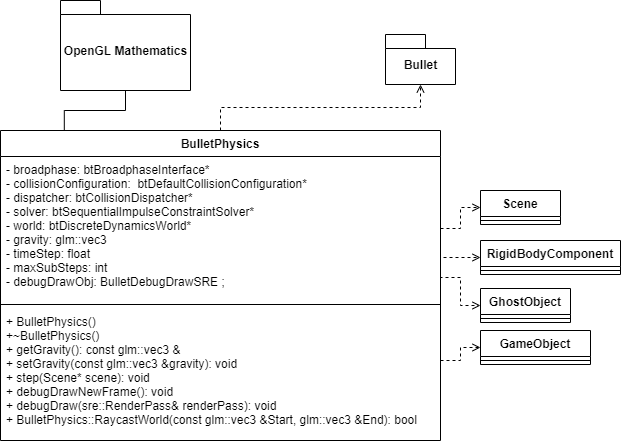 OpenGL Mathematics
Bullet
BulletPhysics
- broadphase: btBroadphaseInterface*
- collisionConfiguration:  btDefaultCollisionConfiguration*
- dispatcher: btCollisionDispatcher*
- solver: btSequentialImpulseConstraintSolver*
- world: btDiscreteDynamicsWorld*
- gravity: glm::vec3
- timeStep: float
- maxSubSteps: int
- debugDrawObj: BulletDebugDrawSRE ;
+ BulletPhysics()
+~BulletPhysics()
+ getGravity(): const glm::vec3 &
+ setGravity(const glm::vec3 &gravity): void
+ step(Scene* scene): void
+ debugDrawNewFrame(): void
+ debugDraw(sre::RenderPass& renderPass): void
+ BulletPhysics::RaycastWorld(const glm::vec3 &Start, glm::vec3 &End): bool
Scene
RigidBodyComponent
GhostObject
GameObject